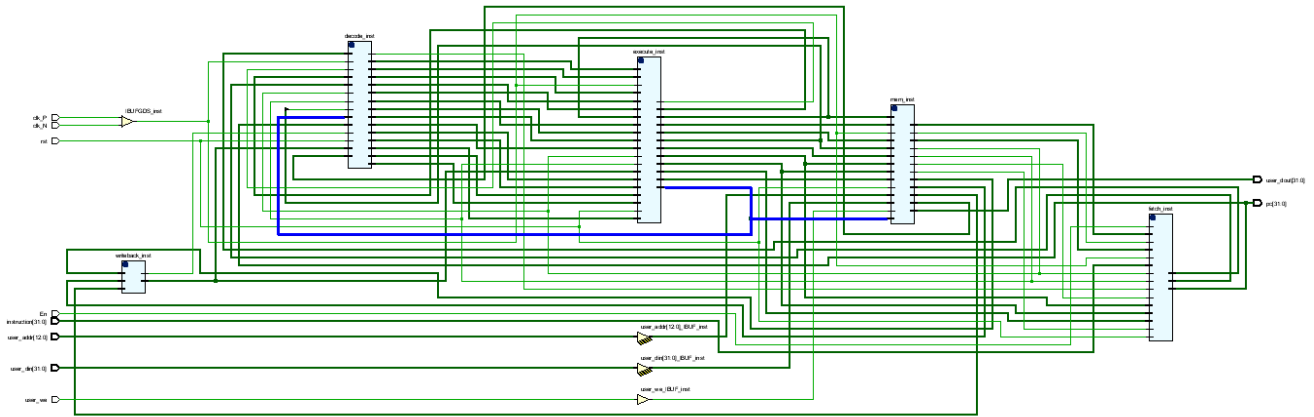 decode_inst
execute_inst
mem_inst
IBUFGDS_inst
clk_P
clk_N
rst
user_dout[31:0]
pc[31:0]
fetch_inst
writeback_inst
En
instruction[31:0]
user_addr[12:0]
user_addr[12:0]_IBUF_inst
user_din[31:0]
user_din[31:0]_IBUF_inst
user_we
user_we_IBUF_inst